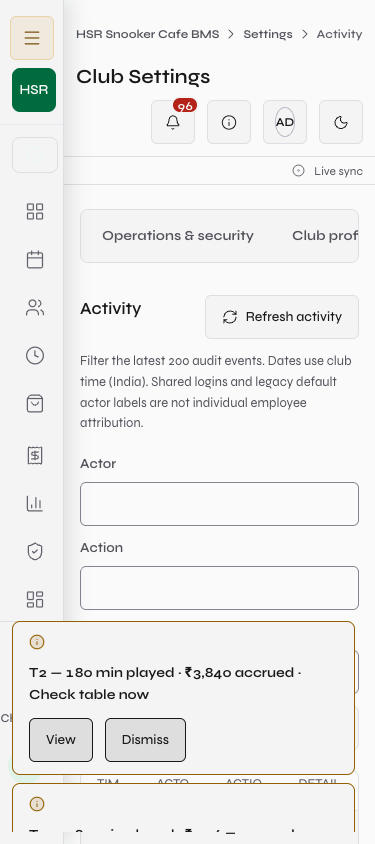 HSR Snooker Cafe BMS > Settings > Activity
HSR
Club Settings
96
AD
Live sync
Operations & security
Club prof
Activity
Refresh activity
Filter the latest 200 audit events. Dates use club
time (India). Shared logins and legacy default
actor labels are not individual employee
attribution.
Actor
Action
T2 — 180 min played · ₹3,840 accrued ·
Check table now
View
Dismiss